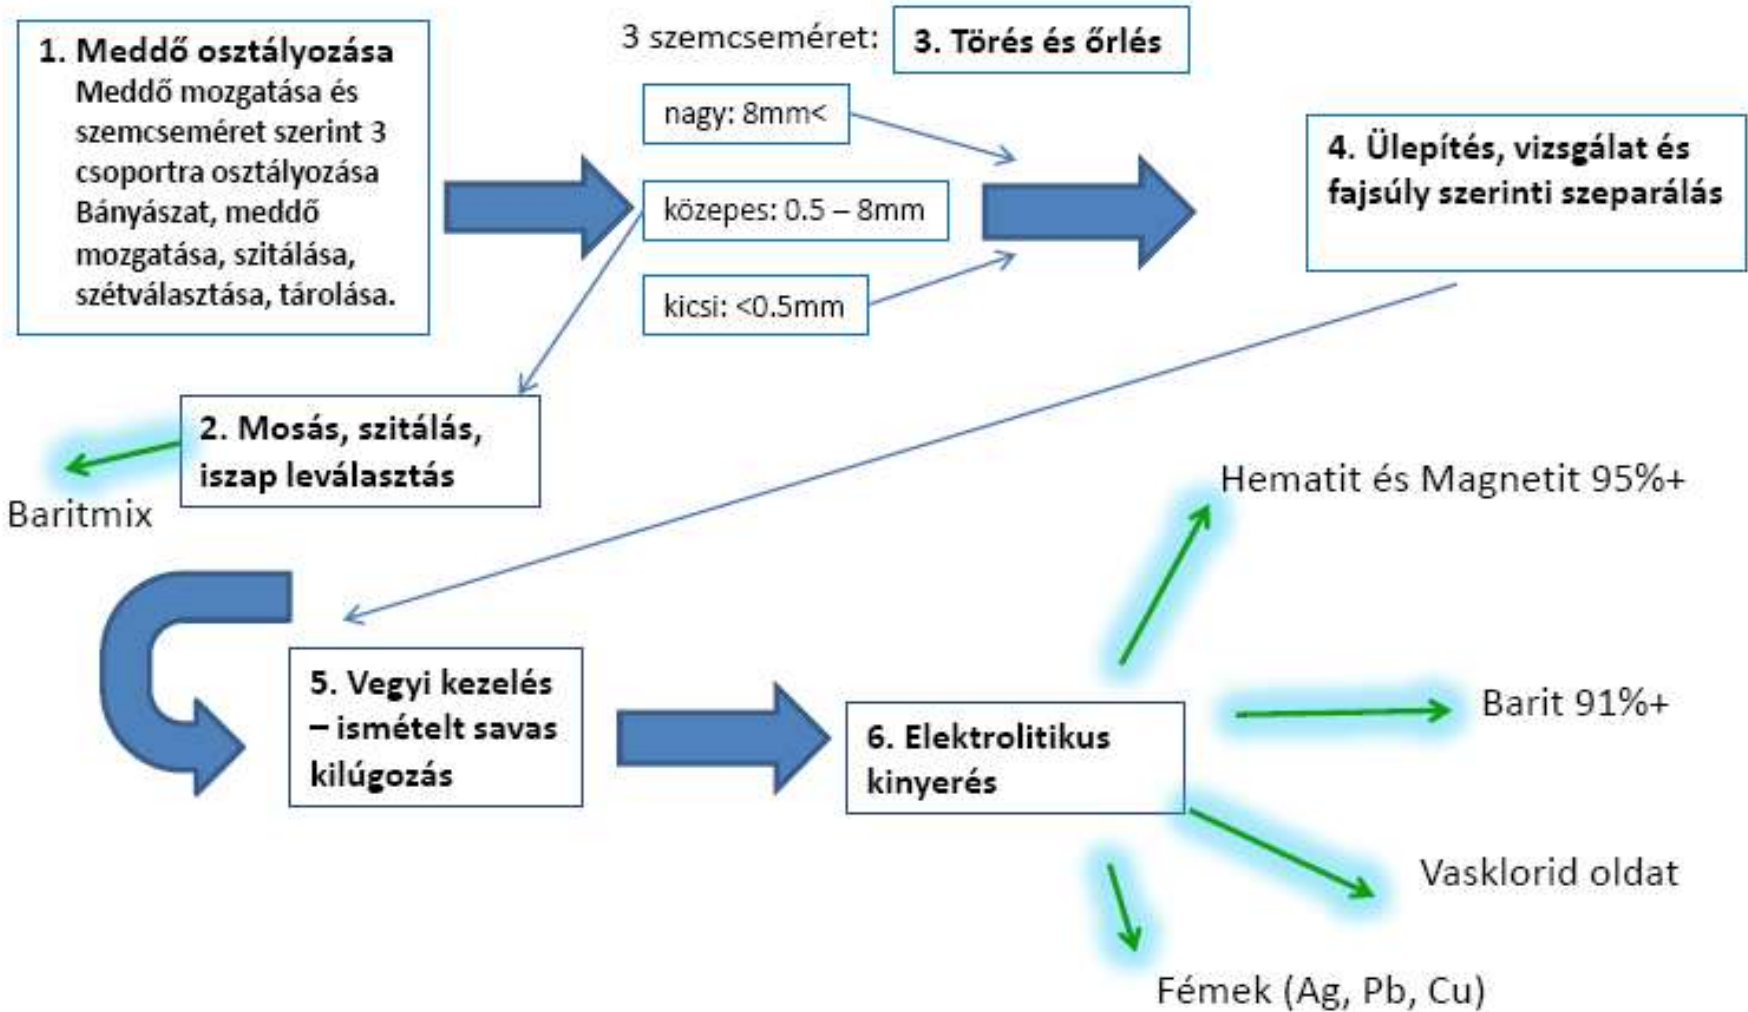 1. Meddő osztályozása
Meddő mozgatása és
szemcseméret szerint 3
csoportra osztályozása
Bányászat, meddő
mozgatása, szitálása,
szétválasztása, tárolása.
3 szemcseméret:
3. Törés és őrlés
nagy: 8mm<
közepes: 0.5 – 8mm
kicsi: <0.5mm
4. Ülepítés, vizsgálat és
fajsúly szerinti szeparálás
2. Mosás, szitálás,
iszap leválasztás
Baritmix
5. Vegyi kezelés
– ismételt savas
kilúgozás
6. Elektrolitikus
kinyerés
Hematit és Magnetit 95%+
Barit 91%+
Vasklorid oldat
Fémek (Ag, Pb, Cu)